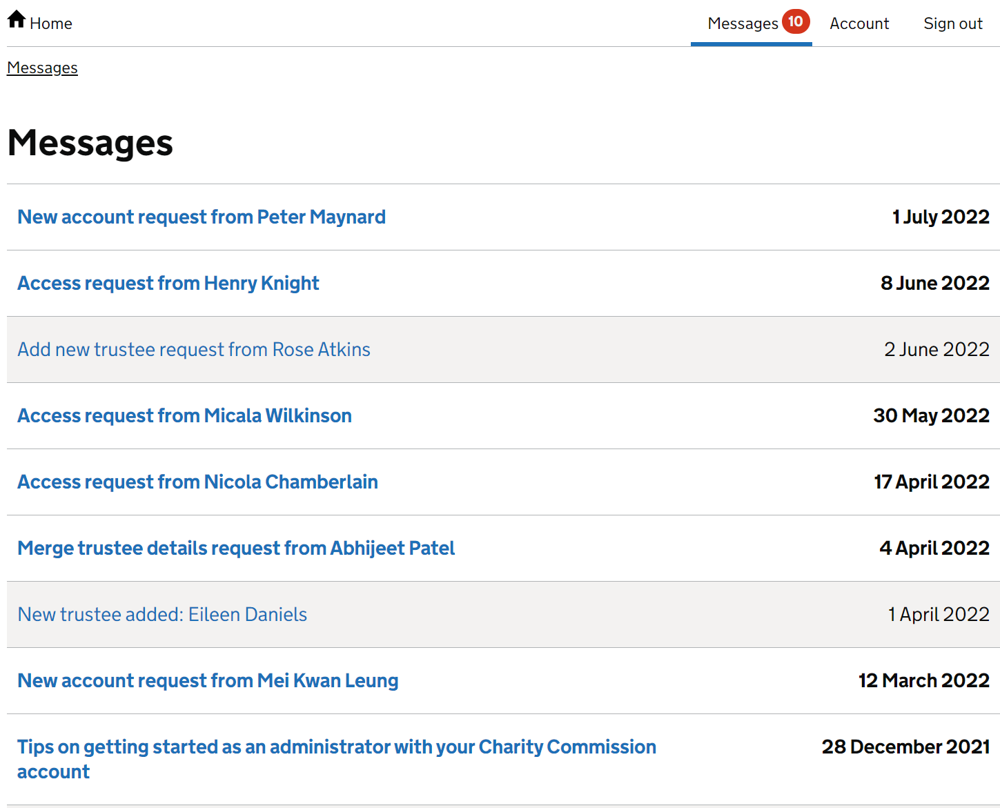 Home
Messages 10
Account
Sign out
Messages
Messages
New account request from Peter Maynard 1 July 2022
Access request from Henry Knight 8 June 2022
Add new trustee request from Rose Atkins 2 June 2022
Access request from Micala Wilkinson 30 May 2022
Access request from Nicola Chamberlain 17 April 2022
Merge trustee details request from Abhijeet Patel 4 April 2022
New trustee added: Eileen Daniels 1 April 2022
New account request from Mei Kwan Leung 12 March 2022
Tips on getting started as an administrator with your Charity Commission 28 December 2021
account